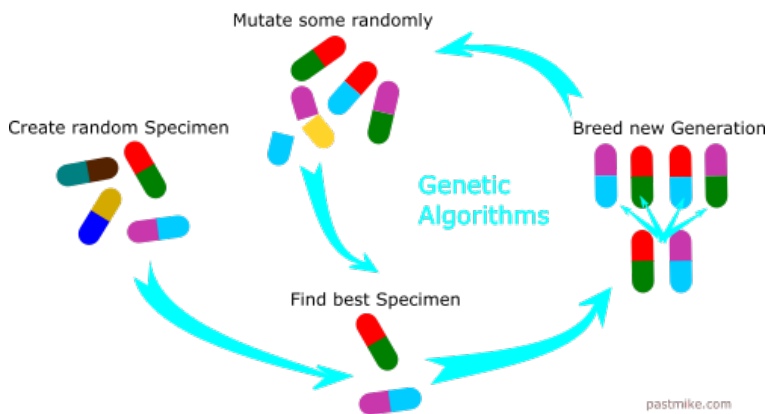 Mutate some randomly
Create random Specimen
Breed new Generation
Genetic
Algorithms
Find best Specimen
pastmike.com